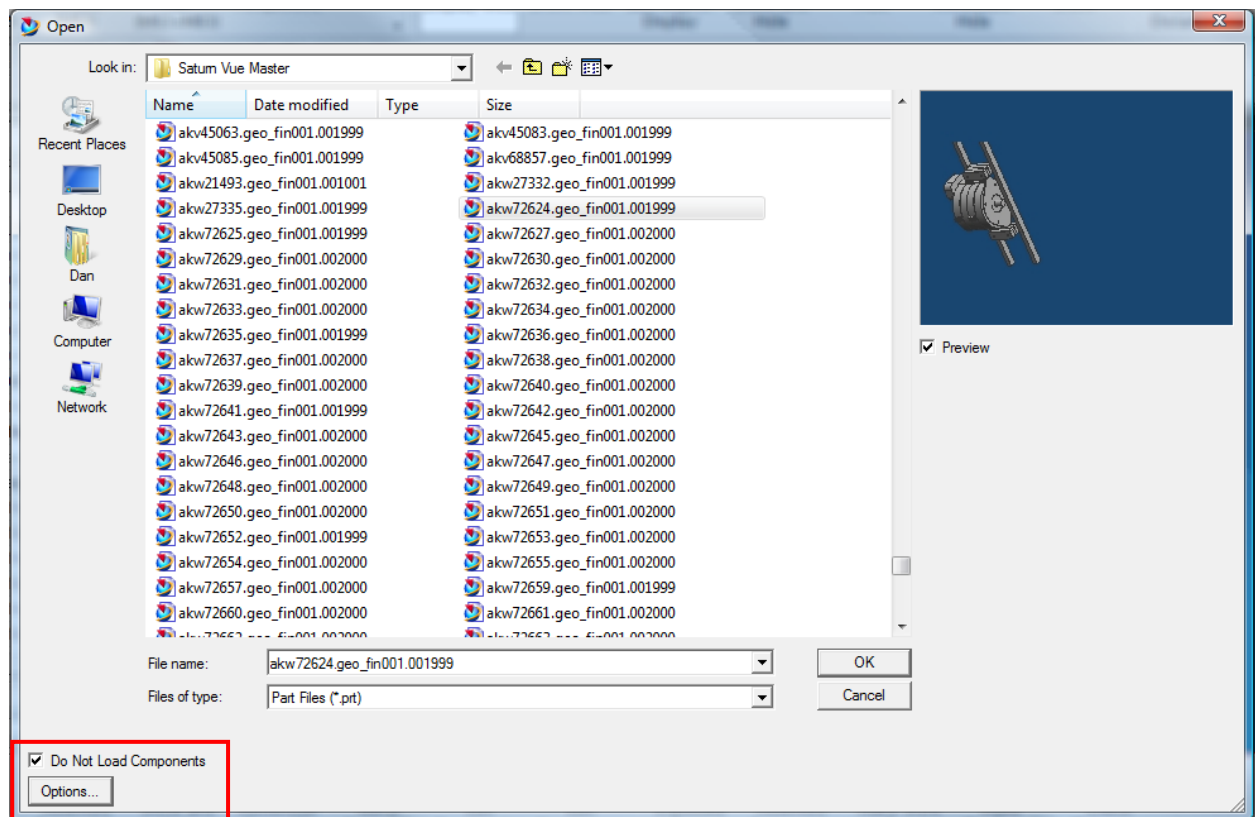 Open
Look in: Saturn Vue Master
Name Date modified Type Size
Recent Places
Desktop
Dan
Computer
Network
akv45063.geo_fin001.001999 akv45083.geo_fin001.001999
akv45085.geo_fin001.001999 akv68857.geo_fin001.001999
akw21493.geo_fin001.001001 akw27332.geo_fin001.001999
akw27335.geo_fin001.001999 akw72624.geo_fin001.001999
akw72625.geo_fin001.001999 akw72627.geo_fin001.002000
akw72629.geo_fin001.002000 akw72630.geo_fin001.002000
akw72631.geo_fin001.002000 akw72632.geo_fin001.002000
akw72633.geo_fin001.002000 akw72634.geo_fin001.002000
akw72635.geo_fin001.001999 akw72636.geo_fin001.002000
akw72637.geo_fin001.002000 akw72638.geo_fin001.002000
akw72639.geo_fin001.002000 akw72640.geo_fin001.002000
akw72641.geo_fin001.001999 akw72642.geo_fin001.002000
akw72643.geo_fin001.002000 akw72645.geo_fin001.002000
akw72646.geo_fin001.002000 akw72647.geo_fin001.002000
akw72648.geo_fin001.002000 akw72649.geo_fin001.002000
akw72650.geo_fin001.002000 akw72651.geo_fin001.002000
akw72652.geo_fin001.001999 akw72653.geo_fin001.002000
akw72654.geo_fin001.002000 akw72655.geo_fin001.002000
akw72657.geo_fin001.002000 akw72659.geo_fin001.001999
akw72660.geo_fin001.002000 akw72661.geo_fin001.002000
Preview
File name: akw72624.geo_fin001.001999 OK
Files of type: Part Files (*.prt) Cancel
Do Not Load Components
Options...